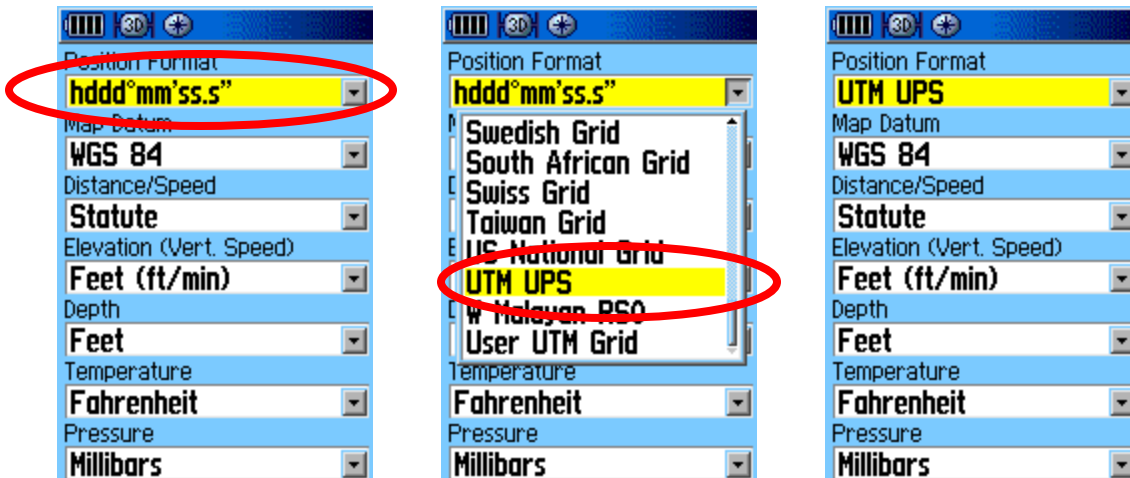 3D
Position Format
hddd°mm'ss.s”
Map Datum
WGS 84
Distance/Speed
Statute
Elevation (Vert. Speed)
Feet (ft/min)
Depth
Feet
Temperature
Fahrenheit
Pressure
Millibars
3D
Position Format
hddd°mm'ss.s”
Swedish Grid
South African Grid
Swiss Grid
Taiwan Grid
US National Grid
UTM UPS
W Malayan RSO
User UTM Grid
Temperature
Fahrenheit
Pressure
Millibars
3D
Position Format
UTM UPS
Map Datum
WGS 84
Distance/Speed
Statute
Elevation (Vert. Speed)
Feet (ft/min)
Depth
Feet
Temperature
Fahrenheit
Pressure
Millibars